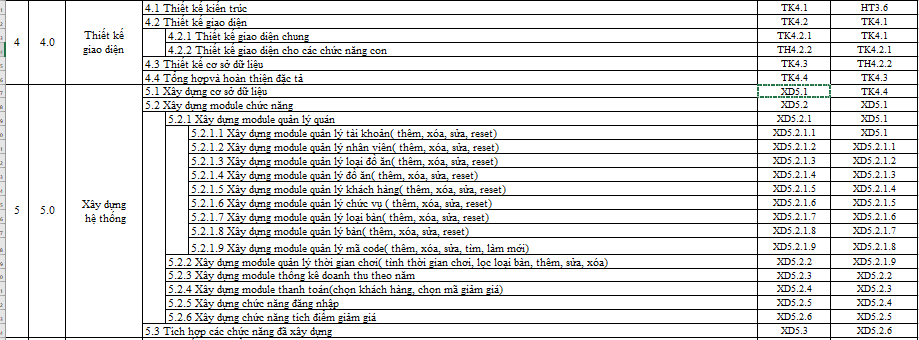 4.1 Thiết kế kiến trúc TK4.1 HT3.6
4.2 Thiết kế giao diện TK4.2 TK4.1
4 4.0 Thiết kế giao diện
4.2.1 Thiết kế giao diện chung TK4.2.1 TK4.1
4.2.2 Thiết kế giao diện cho các chức năng con TH4.2.2 TK4.2.1
4.3 Thiết kế cơ sở dữ liệu TK4.3 TH4.2.2
4.4 Tổng hợpvà hoàn thiện đặc tả TK4.4 TK4.3
5.1 Xây dựng cơ sở dữ liệu XD5.1 TK4.4
5.2 Xây dựng module chức năng XD5.2 XD5.1
5.2.1 Xây dựng module quản lý quán XD5.2.1 XD5.1
5.2.1.1 Xây dựng module quản lý tài khoản( thêm, xóa, sửa, reset) XD5.2.1.1 XD5.1
5.2.1.2 Xây dựng module quản lý nhân viên( thêm, xóa, sửa, reset) XD5.2.1.2 XD5.2.1.1
5.2.1.3 Xây dựng module quản lý loại đồ ăn( thêm, xóa, sửa, reset) XD5.2.1.3 XD5.2.1.2
5.2.1.4 Xây dựng module quản lý đồ ăn( thêm, xóa, sửa, reset) XD5.2.1.4 XD5.2.1.3
5.2.1.5 Xây dựng module quản lý khách hàng( thêm, xóa, sửa, reset) XD5.2.1.5 XD5.2.1.4
5 5.0 Xây dựng hệ thống
5.2.1.6 Xây dựng module quản lý chức vụ ( thêm, xóa, sửa, reset) XD5.2.1.6 XD5.2.1.5
5.2.1.7 Xây dựng module quản lý loại bàn( thêm, xóa, sửa, reset) XD5.2.1.7 XD5.2.1.6
5.2.1.8 Xây dựng module quản lý bàn( thêm, xóa, sửa, reset) XD5.2.1.8 XD5.2.1.7
5.2.1.9 Xây dựng module quản lý mã code( thêm, xóa, sửa, tìm, làm mới) XD5.2.1.9 XD5.2.1.8
5.2.2 Xây dựng module quản lý thời gian chơi( tính thời gian chơi, lọc loại bàn, thêm, sửa, xóa) XD5.2.2 XD5.2.1.9
5.2.3 Xây dựng module thống kê doanh thu theo năm XD5.2.3 XD5.2.2
5.2.4 Xây dựng module thanh toán(chọn khách hàng, chọn mã giảm giá) XD5.2.4 XD5.2.3
5.2.5 Xây dựng chức năng đăng nhập XD5.2.5 XD5.2.4
5.2.6 Xây dựng chức năng tích điểm giảm giá XD5.2.6 XD5.2.5
5.3 Tích hợp các chức năng đã xây dựng XD5.3 XD5.2.6